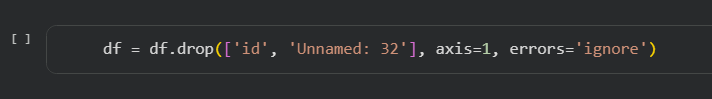 [ ]
df = df.drop(['id', 'Unnamed: 32'], axis=1, errors='ignore')